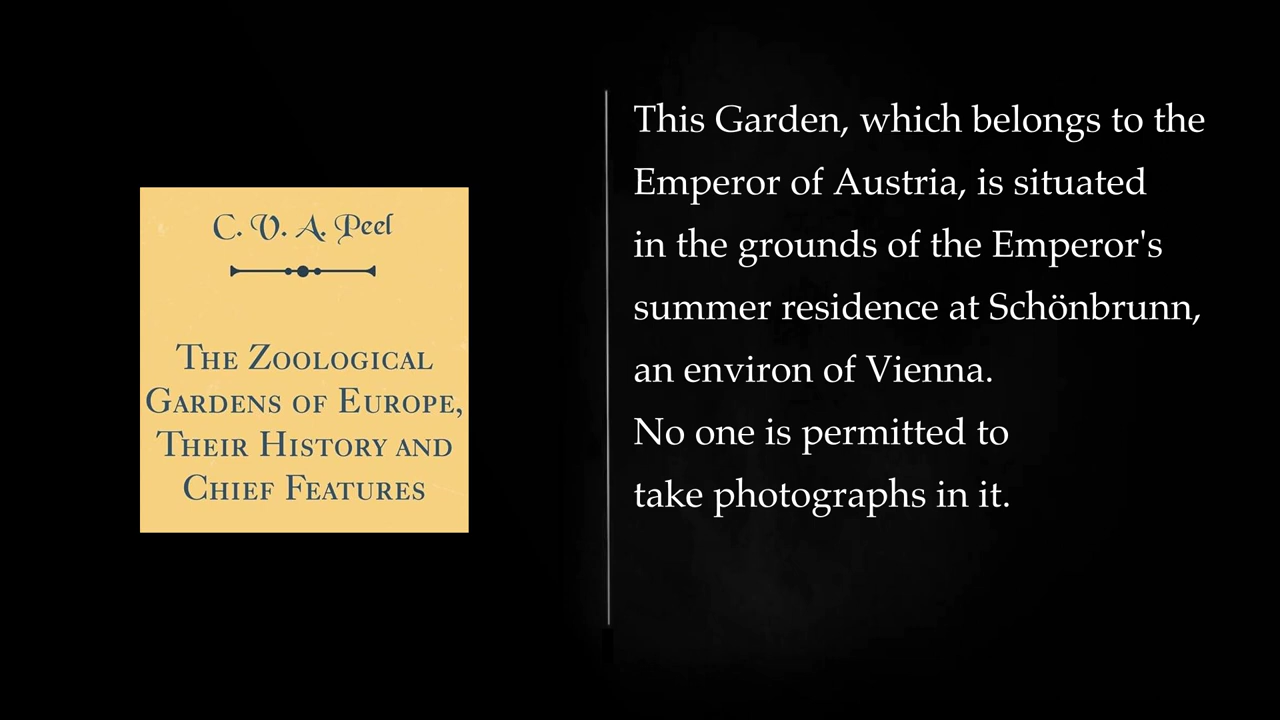 C. V. A. Peel
The Zoological
Gardens of Europe,
Their History and
Chief Features
This Garden, which belongs to the
Emperor of Austria, is situated
in the grounds of the Emperor's
summer residence at Schönbrunn,
an environ of Vienna.
No one is permitted to
take photographs in it.